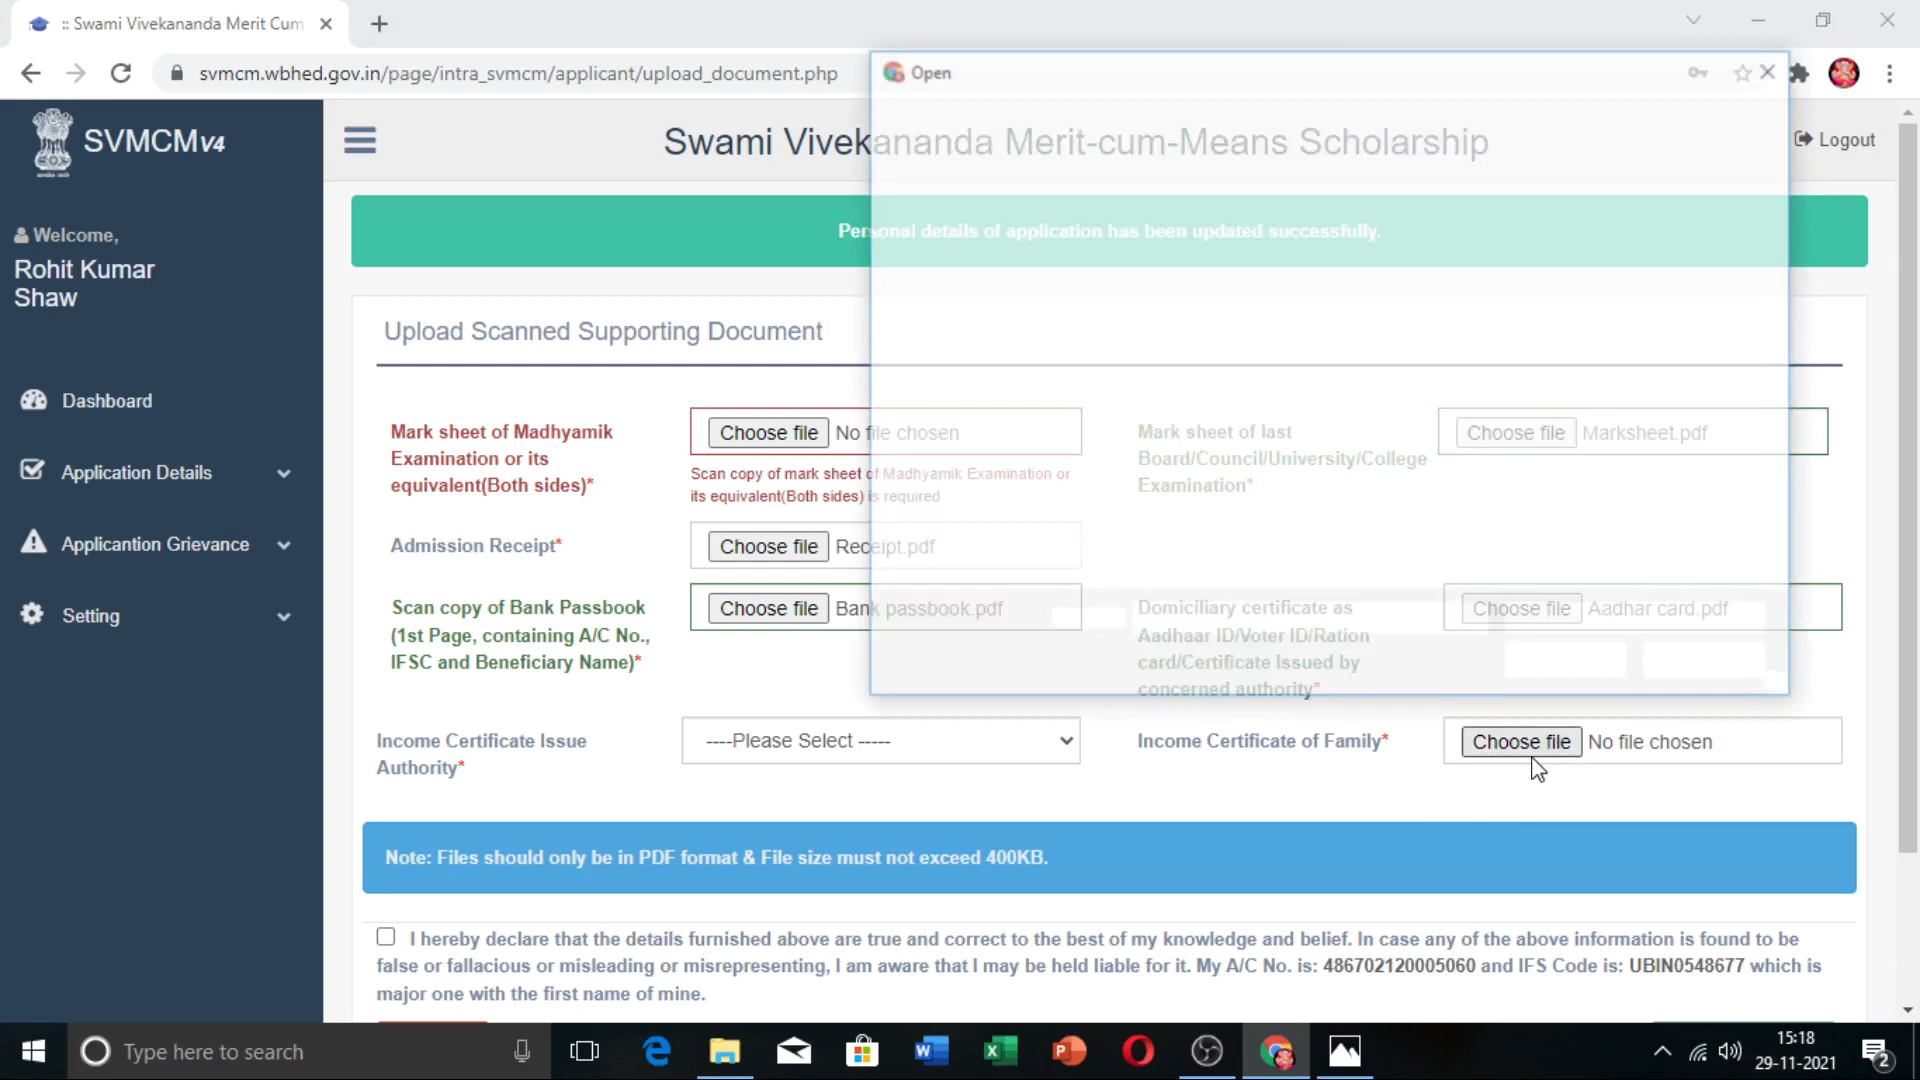 :: Swami Vivekananda Merit Cum
svmcm.wbhed.gov.in/page/intra_svmcm/applicant/upload_document.php
Open
SVMCMv4
Swami Vivekananda Merit-cum-Means Scholarship
Logout
Welcome,
Rohit Kumar
Shaw
Personal details of application has been updated successfully.
Upload Scanned Supporting Document
Dashboard
Application Details
Applicantion Grievance
Setting
Mark sheet of Madhyamik
Examination or its
equivalent(Both sides)*
Choose file No file chosen
Scan copy of mark sheet of Madhyamik Examination or
its equivalent(Both sides) is required
Mark sheet of last
Board/Council/University/College
Examination*
Choose file Marksheet.pdf
Admission Receipt*
Choose file Receipt.pdf
Scan copy of Bank Passbook
(1st Page, containing A/C No.,
IFSC and Beneficiary Name)*
Choose file Bank passbook.pdf
Domiciliary certificate as
Aadhaar ID/Voter ID/Ration
card/Certificate Issued by
concerned authority*
Choose file Aadhar card.pdf
Income Certificate Issue
Authority*
----Please Select -----
Income Certificate of Family*
Choose file No file chosen
Note: Files should only be in PDF format & File size must not exceed 400KB.
I hereby declare that the details furnished above are true and correct to the best of my knowledge and belief. In case any of the above information is found to be
false or fallacious or misleading or misrepresenting, I am aware that I may be held liable for it. My A/C No. is: 486702120005060 and IFS Code is: UBIN0548677 which is
major one with the first name of mine.
Type here to search
15:18
29-11-2021
2